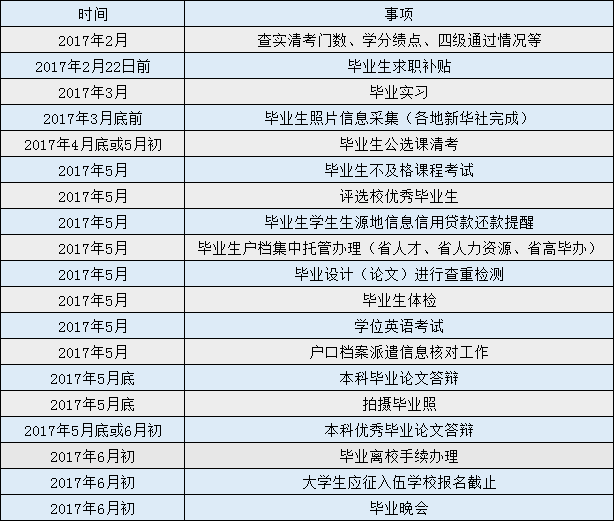 时间 事项
2017年2月 查实清考门数、学分绩点、四级通过情况等
2017年2月22日前 毕业生求职补贴
2017年3月 毕业实习
2017年3月底前 毕业生照片信息采集（各地新华社完成）
2017年4月底或5月初 毕业生公选课清考
2017年5月 毕业生不及格课程考试
2017年5月 评选校优秀毕业生
2017年5月 毕业生学生生源地信息信用贷款还款提醒
2017年5月 毕业生户档集中托管办理（省人才、省人力资源、省高毕办）
2017年5月 毕业设计（论文）进行查重检测
2017年5月 毕业生体检
2017年5月 学位英语考试
2017年5月 户口档案派遣信息核对工作
2017年5月底 本科毕业论文答辩
2017年5月底 拍摄毕业照
2017年5月底或6月初 本科优秀毕业论文答辩
2017年6月初 毕业离校手续办理
2017年6月初 大学生应征入伍学校报名截止
2017年6月初 毕业晚会